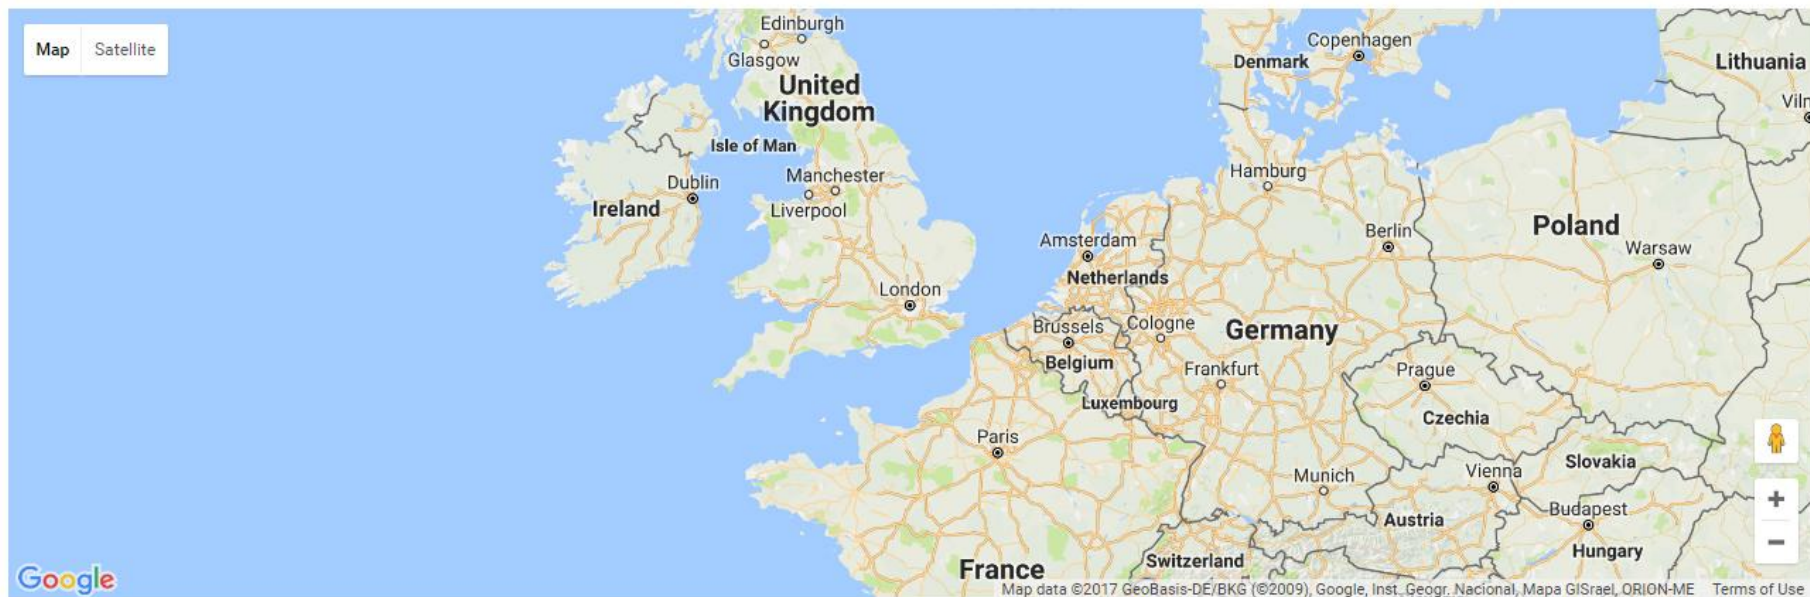 Map Satellite
Edinburgh
Glasgow
Copenhagen
Denmark
Lithuania
United
Kingdom
Viln
Isle of Man
Hamburg
Manchester
Dublin
Liverpool
Ireland
Poland
Berlin
Amsterdam
Warsaw
Netherlands
London
Brussels
Cologne
Germany
Belgium
Frankfurt
Prague
Luxembourg
Czechia
Paris
Slovakia
Munich
Vienna
Budapest
Austria
Hungary
Switzerland
France
Google
Map data ©2017 GeoBasis-DE/BKG (©2009), Google, Inst. Geogr. Nacional, Mapa GISrael, ORION-ME Terms of Use